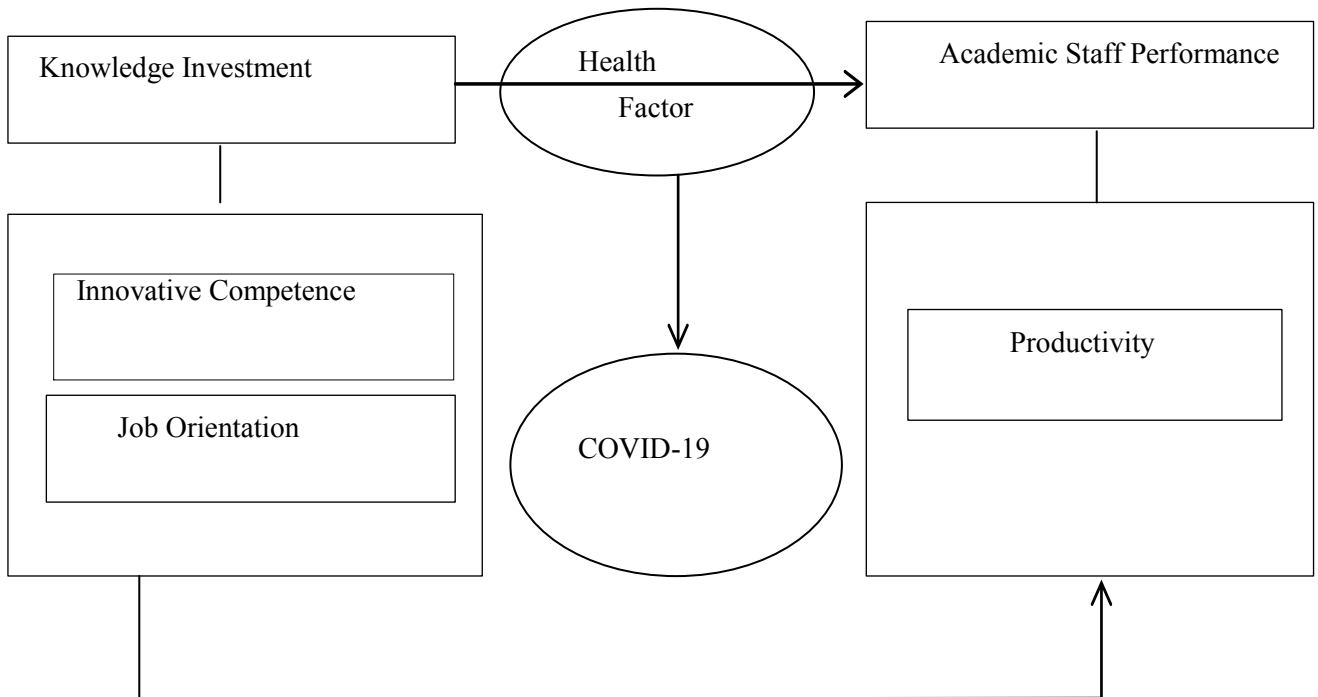 Knowledge Investment
Health
Factor
Academic Staff Performance
Innovative Competence
Job Orientation
COVID-19
Productivity